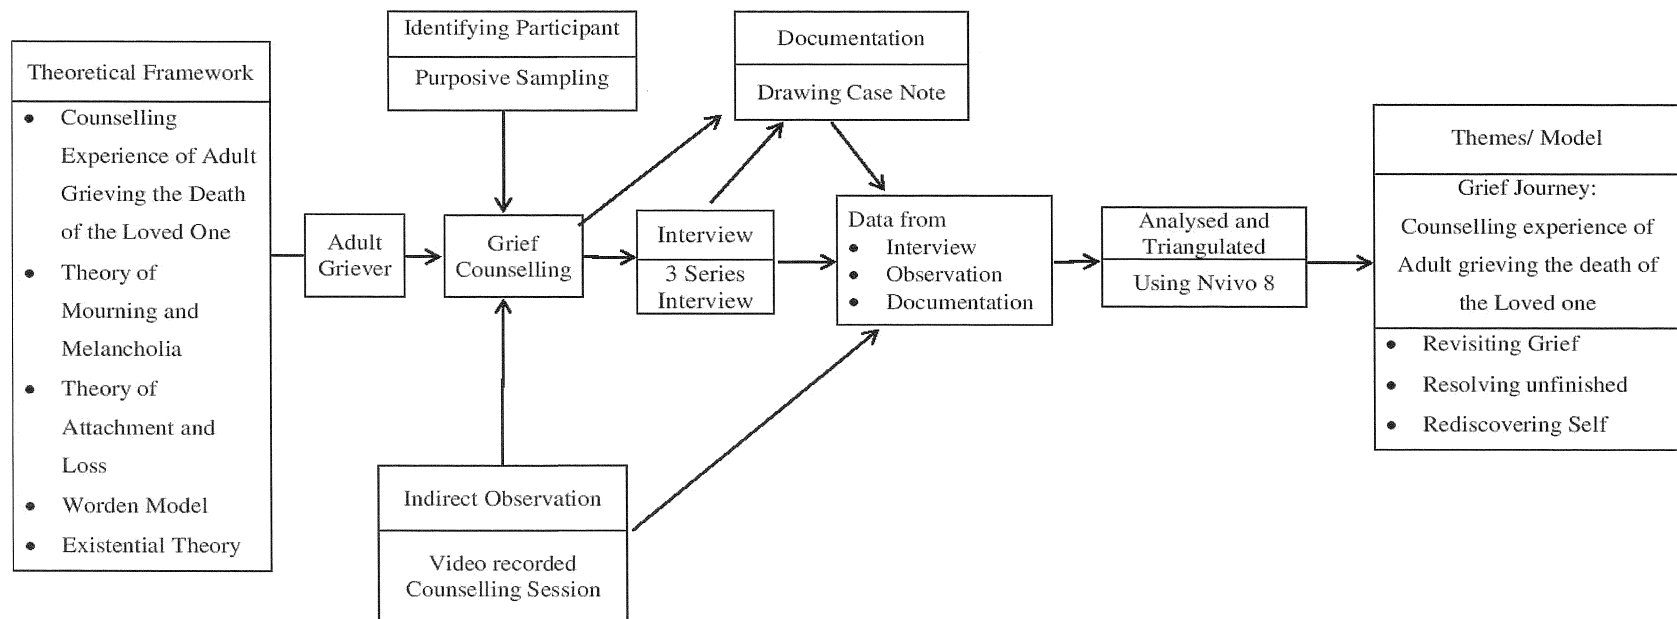 Theoretical Framework
● Counselling
Experience of Adult
Grieving the Death
of the Loved One
● Theory of
Mourning and
Melancholia
● Theory of
Attachment and
Loss
● Worden Model
● Existential Theory
Adult
Griever
Identifying Participant
Purposive Sampling
Grief
Counselling
Indirect Observation
Video recorded
Counselling Session
Interview
3 Series
Interview
Documentation
Drawing Case Note
Data from
● Interview
● Observation
● Documentation
Analysed and
Triangulated
Using Nvivo 8
Themes/ Model
Grief Journey:
Counselling experience of
Adult grieving the death of
the Loved one
● Revisiting Grief
● Resolving unfinished
● Rediscovering Self